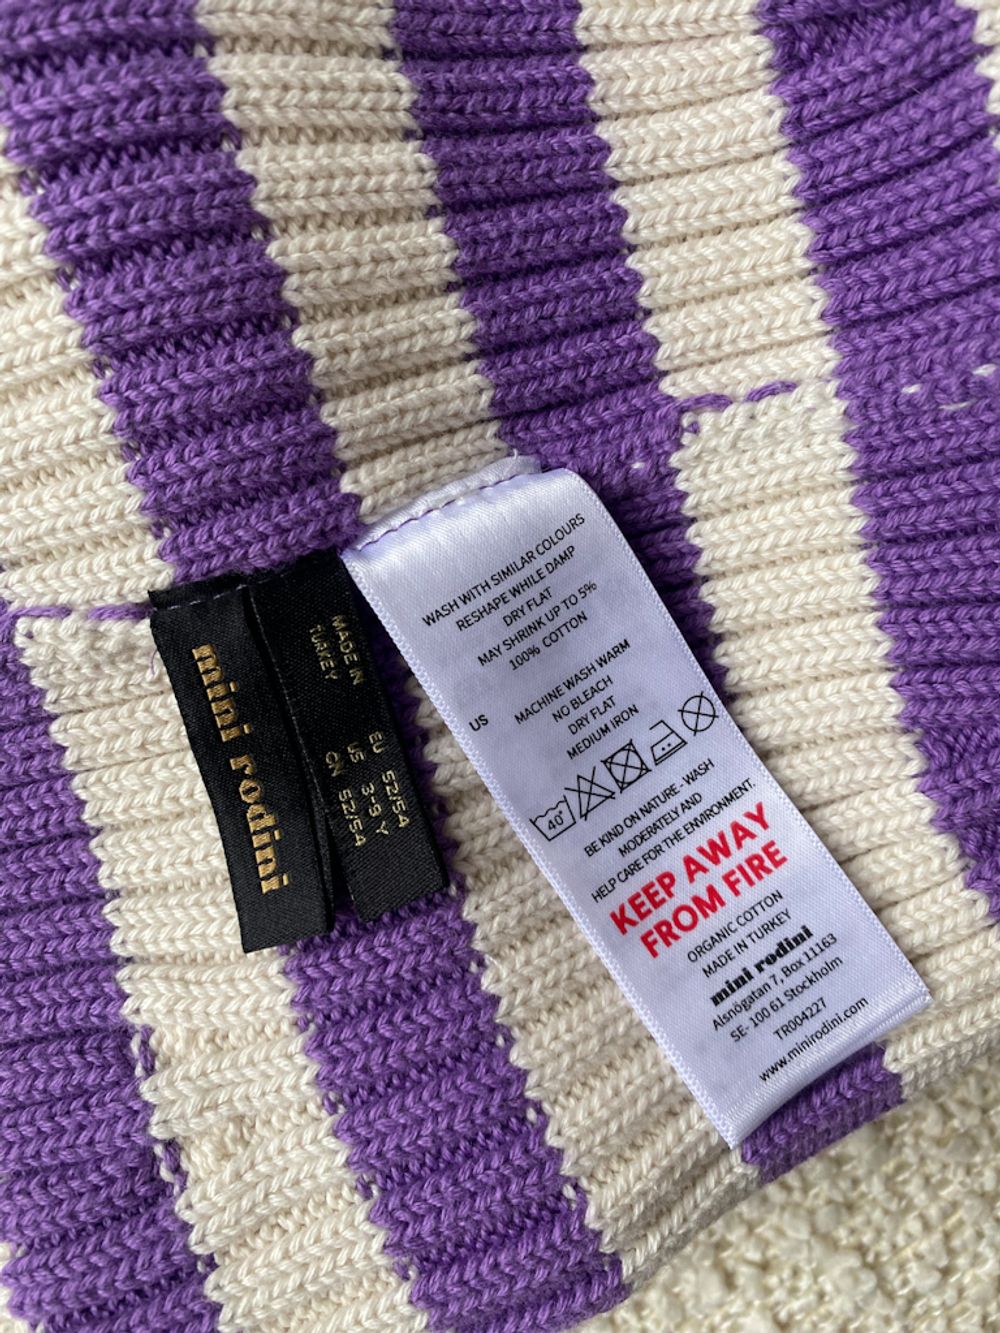 mini rodini
MADE IN
TURKEY
EU 52/54
US 3-9 Y
CN 52/54
WASH WITH SIMILAR COLOURS
RESHAPE WHILE DAMP
DRY FLAT
MAY SHRINK UP TO 5%
100% COTTON
US
MACHINE WASH WARM
NO BLEACH
DRY FLAT
MEDIUM IRON
40°
BE KIND ON NATURE - WASH
MODERATELY AND
HELP CARE FOR THE ENVIRONMENT.
KEEP AWAY
FROM FIRE
ORGANIC COTTON
MADE IN TURKEY
mini rodini
Alsnögatan 7, Box 11163
SE- 100 61 Stockholm
TR004227
www.minirodini.com